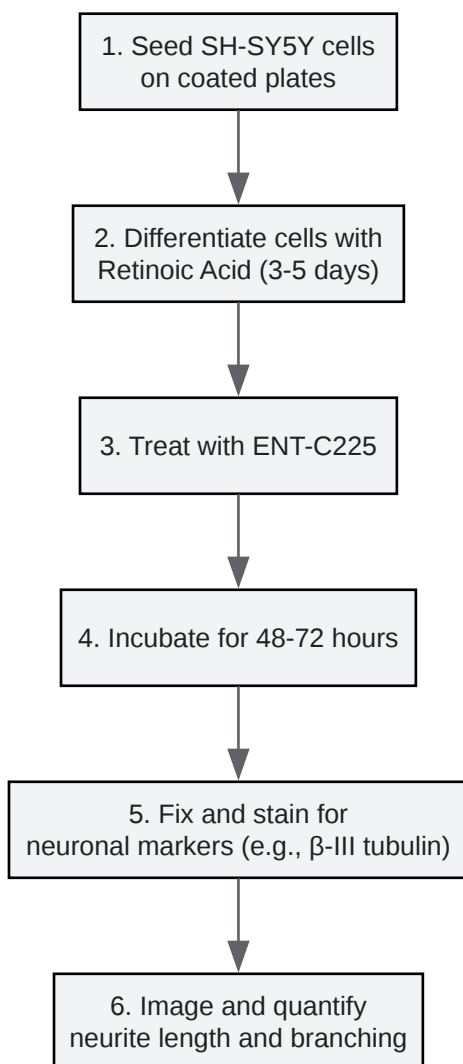 1. Seed SH-SY5Y cells
on coated plates
2. Differentiate cells with
Retinoic Acid (3-5 days)
3. Treat with ENT-C225
4. Incubate for 48-72 hours
5. Fix and stain for
neuronal markers (e.g., β-III tubulin)
6. Image and quantify
neurite length and branching